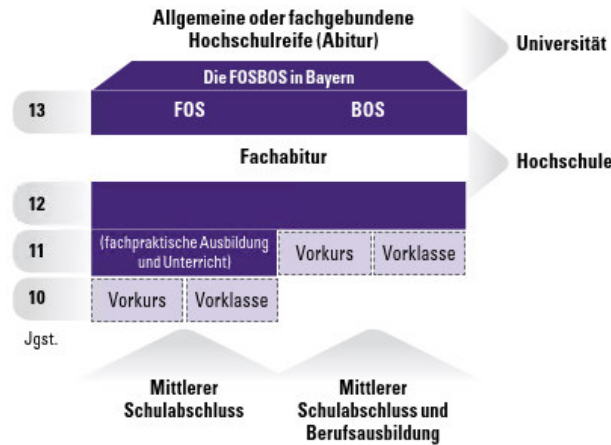 Allgemeine oder fachgebundene
Hochschulreife (Abitur)
Universität
Die FOSBOS in Bayern
13
FOS
BOS
Fachabitur
Hochschule
12
11
(fachpraktische Ausbildung
und Unterricht)
Vorkurs
Vorklasse
10
Vorkurs
Vorklasse
Jgst.
Mittlerer
Schulabschluss
Mittlerer
Schulabschluss und
Berufsausbildung